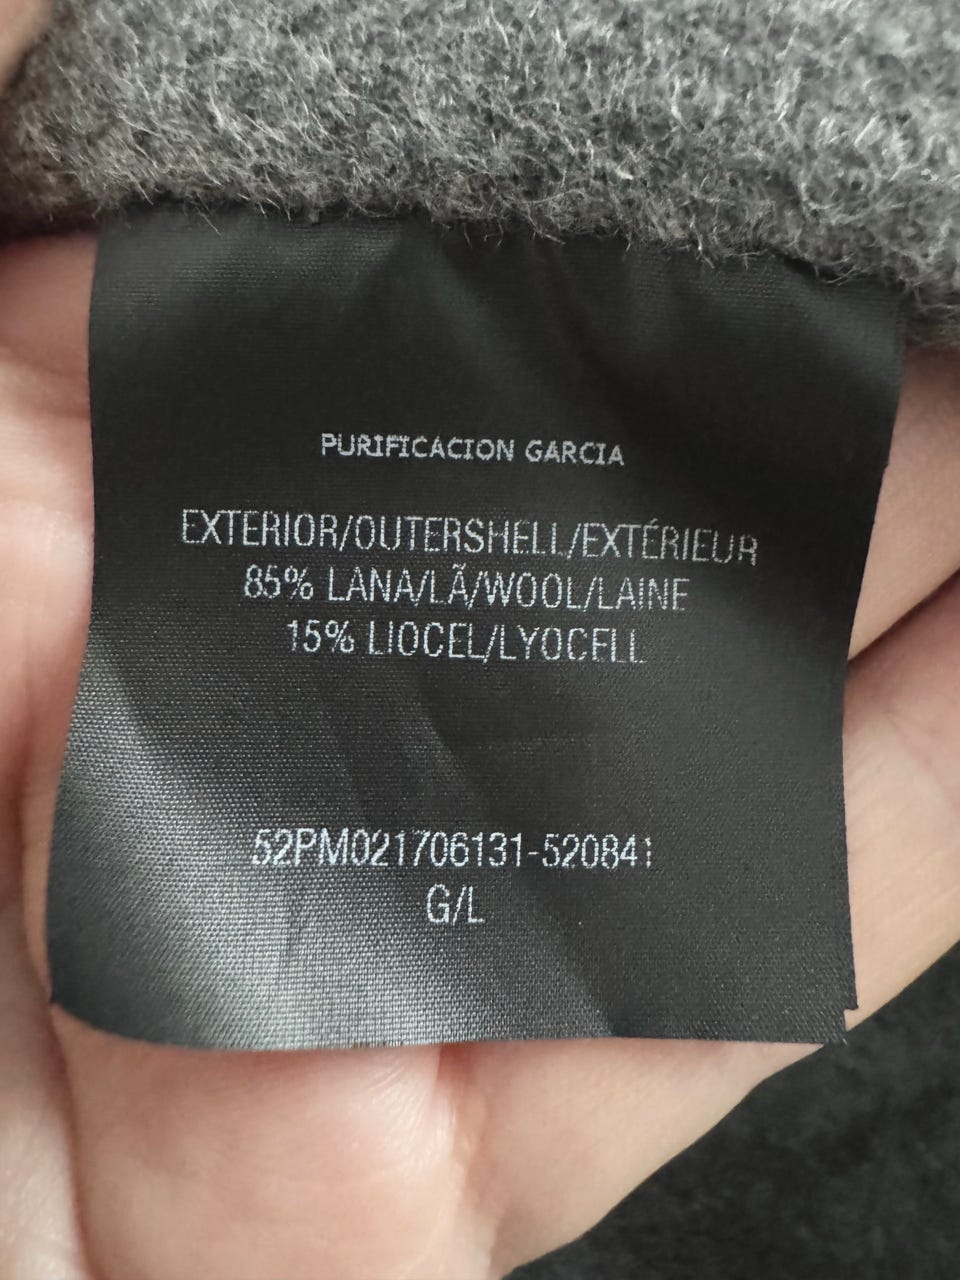 PURIFICACION GARCIA
EXTERIOR/OUTERSHELL/EXTÉRIEUR
85% LANA/LÃ/WOOL/LAINE
15% LIOCEL/LYOCELL
52PM021706131-520841
G/L